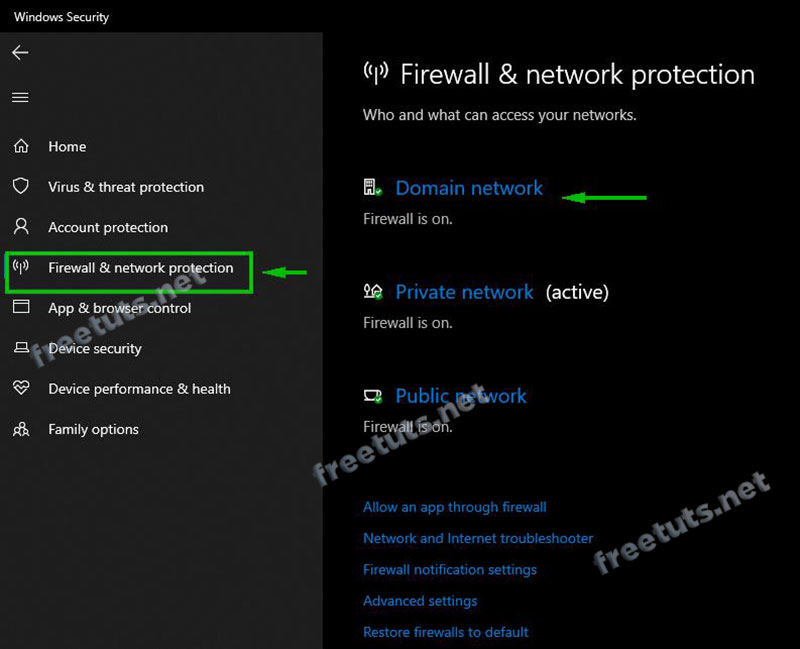 Windows Security
Home
Virus & threat protection
Account protection
Firewall & network protection
App & browser control
Device security
Device performance & health
Family options
Firewall & network protection
Who and what can access your networks.
Domain network
Firewall is on.
Private network (active)
Firewall is on.
Public network
Firewall is on.
Allow an app through firewall
Network and Internet troubleshooter
Firewall notification settings
Advanced settings
Restore firewalls to default
freetuts.net
freetuts.net
freetuts.net